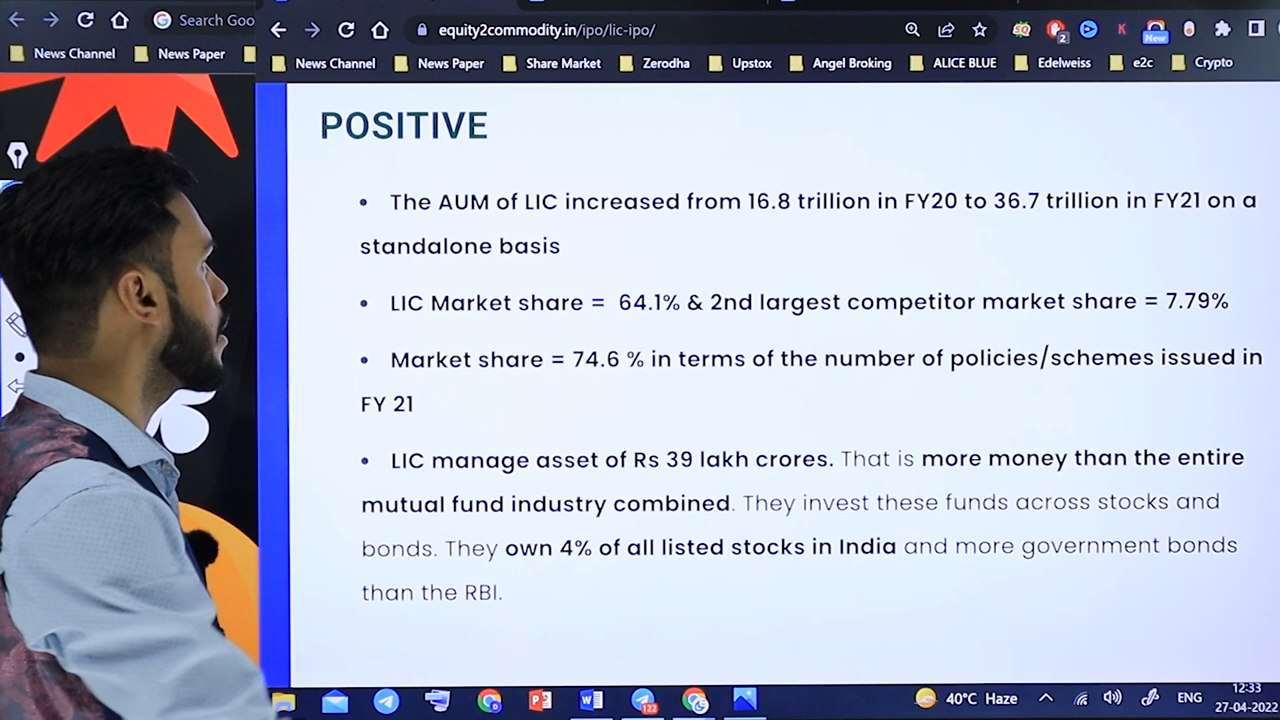 Search Goo
News Channel
News Paper
equity2commodity.in/ipo/lic-ipo/
2
K
New
News Channel
News Paper
Share Market
Zerodha
Upstox
Angel Broking
ALICE BLUE
Edelweiss
e2c
Crypto
POSITIVE
• The AUM of LIC increased from 16.8 trillion in FY20 to 36.7 trillion in FY21 on a
standalone basis
• LIC Market share = 64.1% & 2nd largest competitor market share = 7.79%
• Market share = 74.6 % in terms of the number of policies/schemes issued in
FY 21
• LIC manage asset of Rs 39 lakh crores. That is more money than the entire
mutual fund industry combined. They invest these funds across stocks and
bonds. They own 4% of all listed stocks in India and more government bonds
than the RBI.
122
40°C Haze
ENG
12:33
27-04-2022